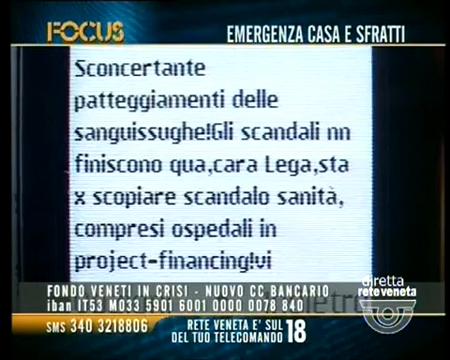 FOCUS
EMERGENZA CASA E SFRATTI
Sconcertante
patteggiamenti delle
sanguissughe!Gli scandali nn
finiscono qua,cara Lega,sta
x scopiare scandalo sanità,
compresi ospedali in
project-financing!vi
diretta
reteveneta
FONDO VENETI IN CRISI - NUOVO CC BANCARIO
iban IT53 M033 5901 6001 0000 0078 840
SMS 340 3218806
RETE VENETA E' SUL
DEL TUO TELECOMANDO 18